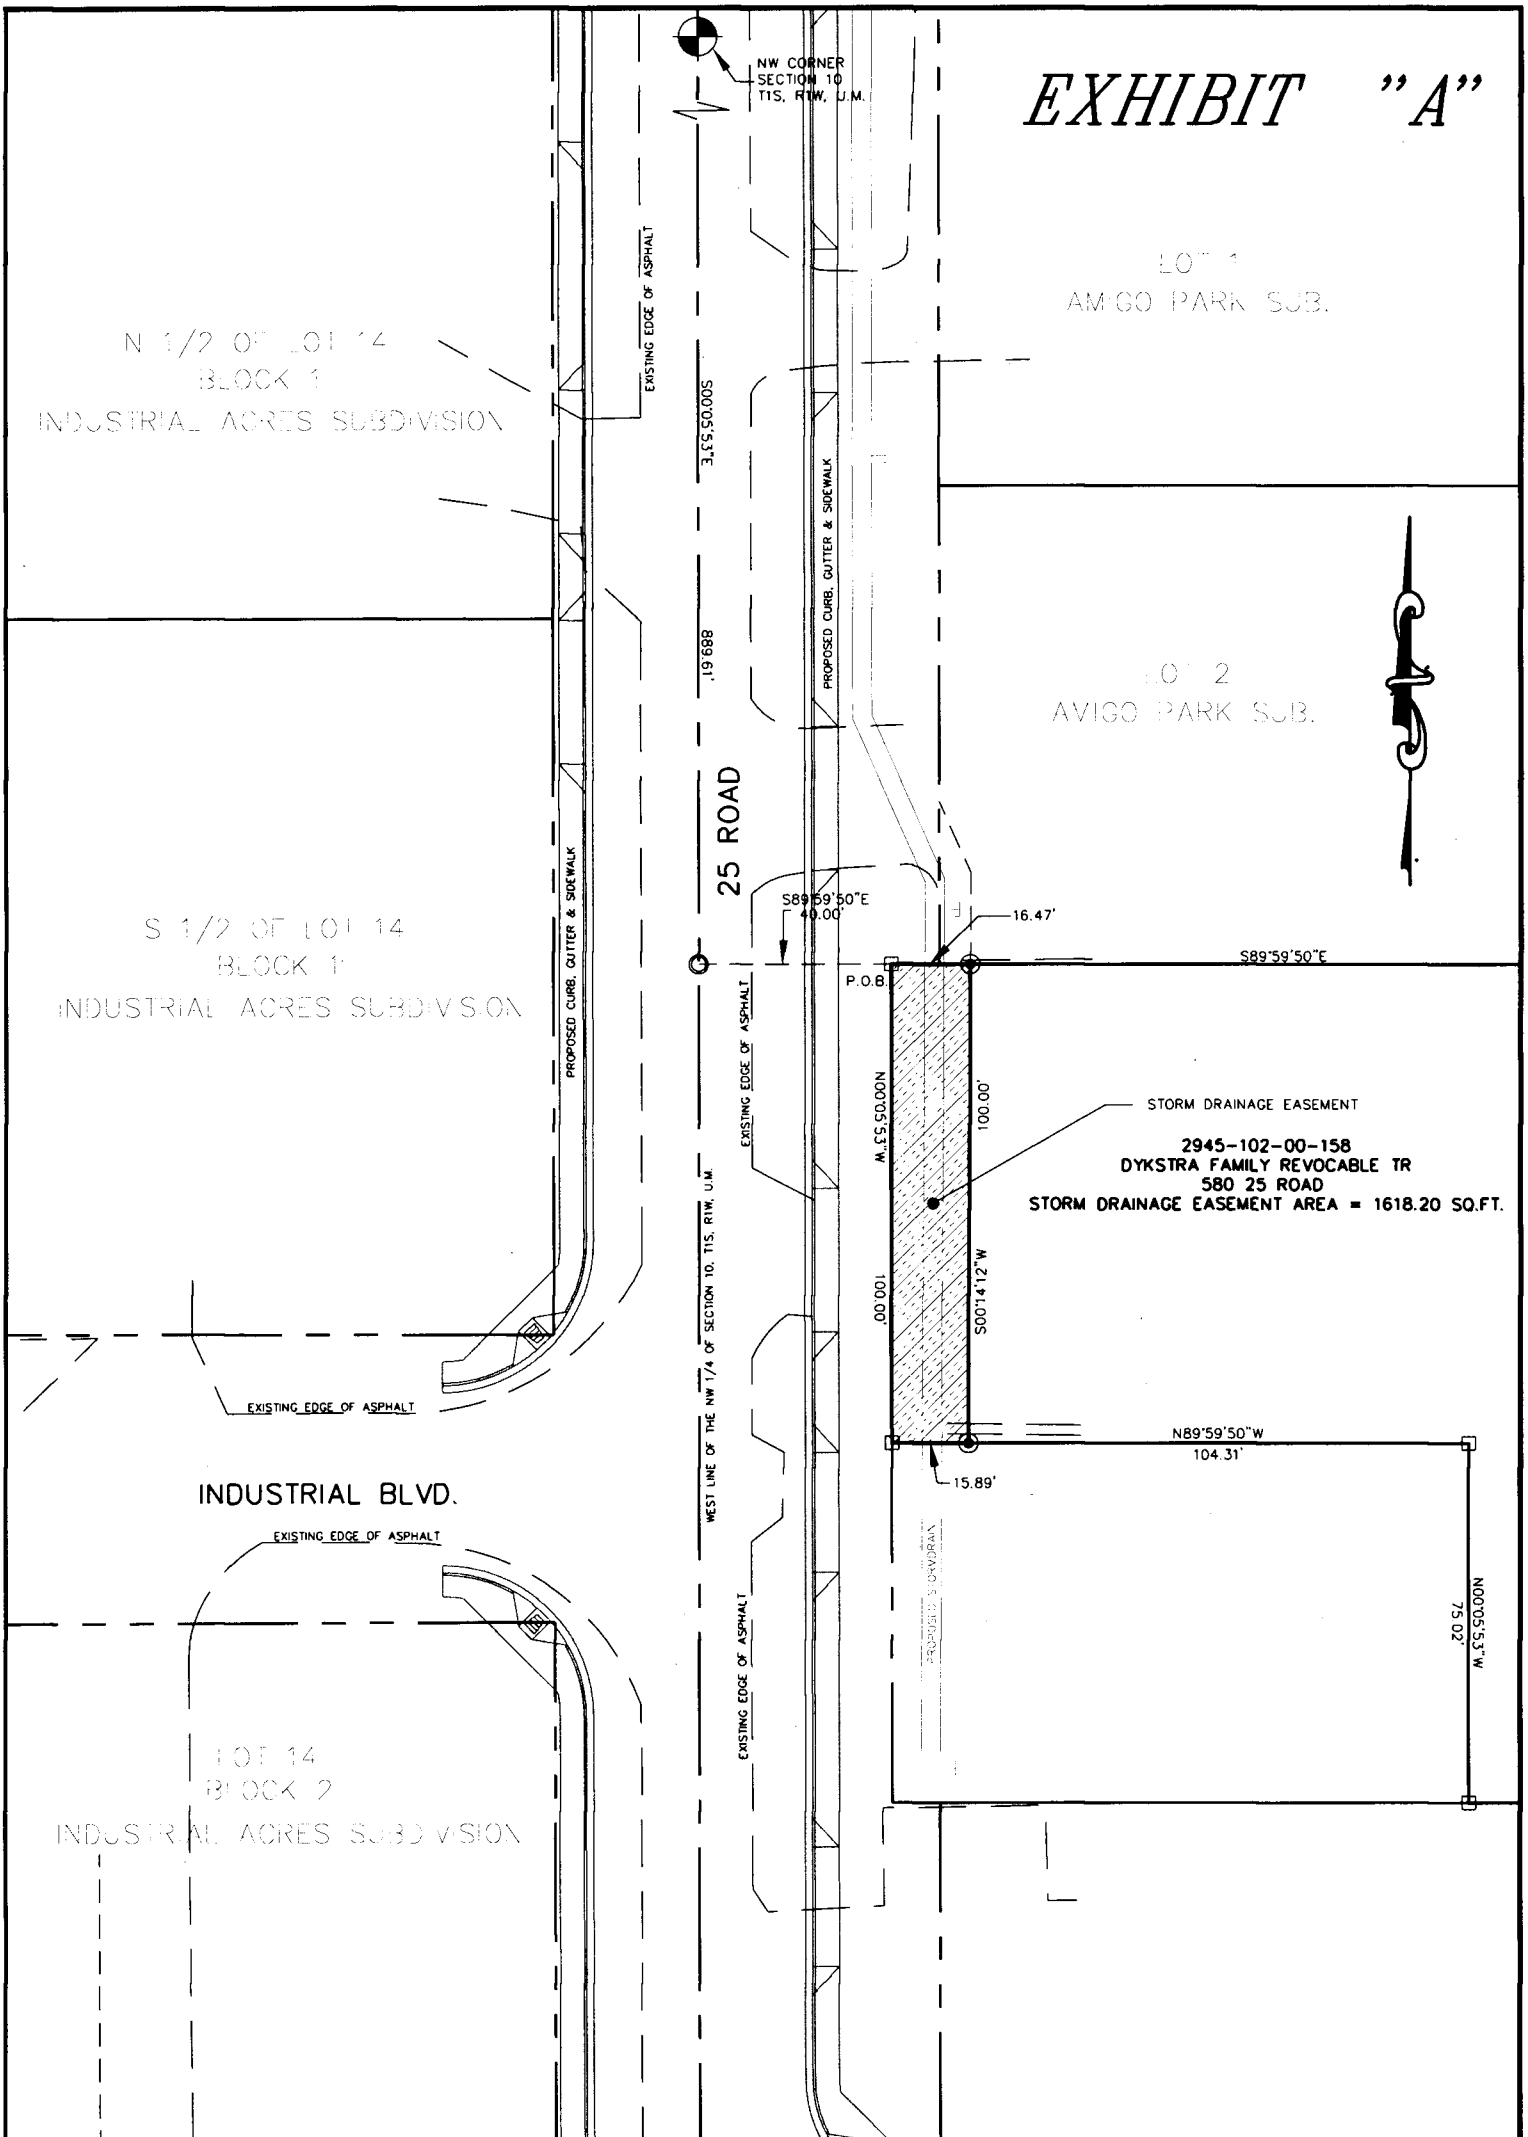 EXHIBIT "A"
NW CORNER
SECTION 10
T1S, R1W, U.M.
EXISTING EDGE OF ASPHALT
S00°05'53"E
889.61'
PROPOSED CURB, GUTTER & SIDEWALK
LOT 1
AMIGO PARK SUB.
N 1/2 OF LOT 14
BLOCK 1
INDUSTRIAL ACRES SUBDIVISION
LOT 2
AMIGO PARK SUB.
25 ROAD
S 1/2 OF LOT 14
BLOCK 1
INDUSTRIAL ACRES SUBDIVISION
PROPOSED CURB, GUTTER & SIDEWALK
S89°59'50"E
40.00'
16.47'
S89°59'50"E
P.O.B.
EXISTING EDGE OF ASPHALT
N00°05'53"W
100.00'
100.00'
S00°14'12"W
STORM DRAINAGE EASEMENT
2945-102-00-158
DYKSTRA FAMILY REVOCABLE TR
580 25 ROAD
STORM DRAINAGE EASEMENT AREA = 1618.20 SQ.FT.
WEST LINE OF THE NW 1/4 OF SECTION 10, T1S, R1W, U.M.
EXISTING EDGE OF ASPHALT
N89°59'50"W
104.31'
15.89'
INDUSTRIAL BLVD.
EXISTING EDGE OF ASPHALT
PROPOSED STORMDRAIN
N00°05'53"W
75.02'
EXISTING EDGE OF ASPHALT
LOT 14
BLOCK 2
INDUSTRIAL ACRES SUBDIVISION